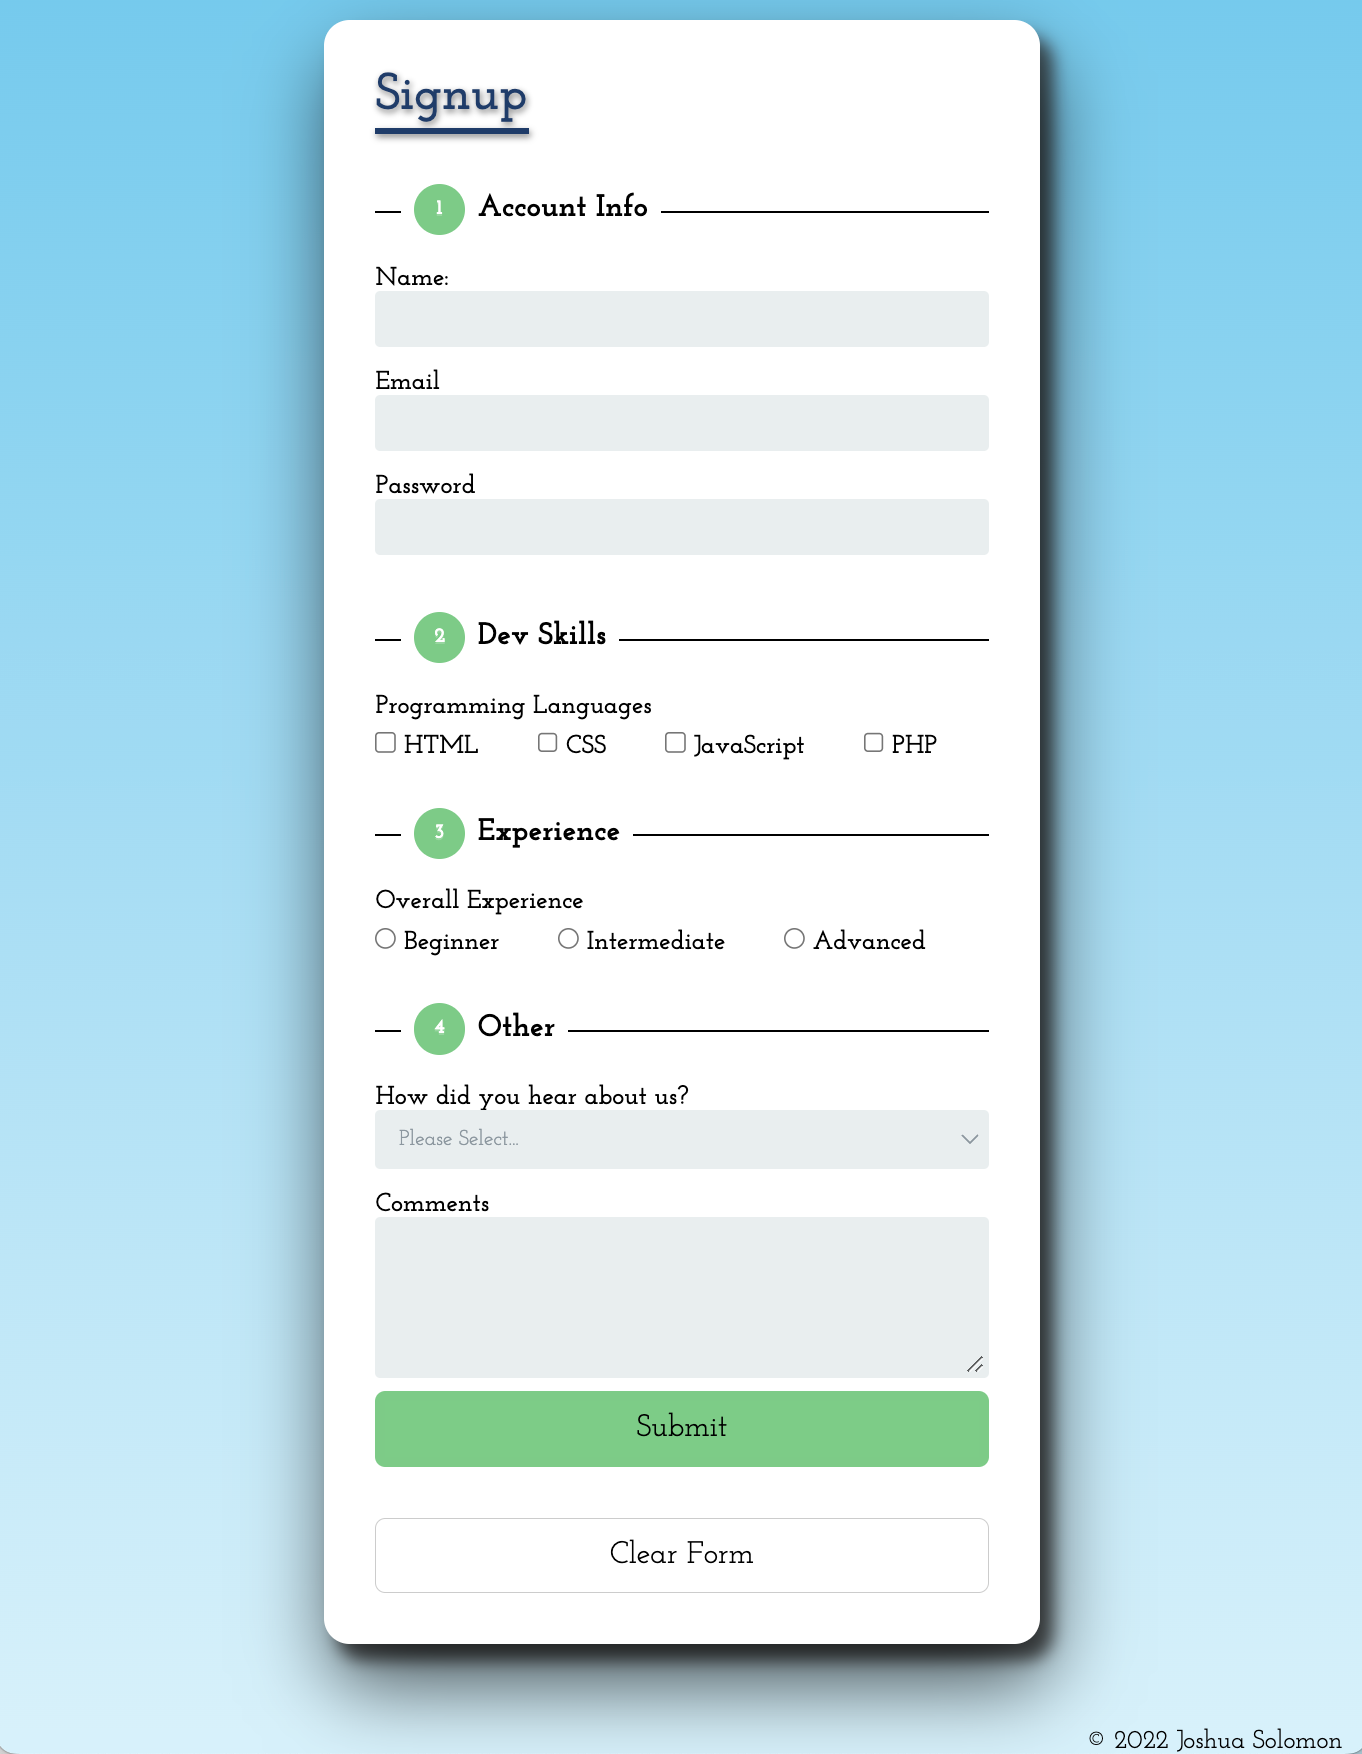 Signup
1 Account Info
Name:
Email
Password
2 Dev Skills
Programming Languages
HTML CSS JavaScript PHP
3 Experience
Overall Experience
Beginner Intermediate Advanced
4 Other
How did you hear about us?
Please Select...
Comments
Submit
Clear Form
© 2022 Joshua Solomon